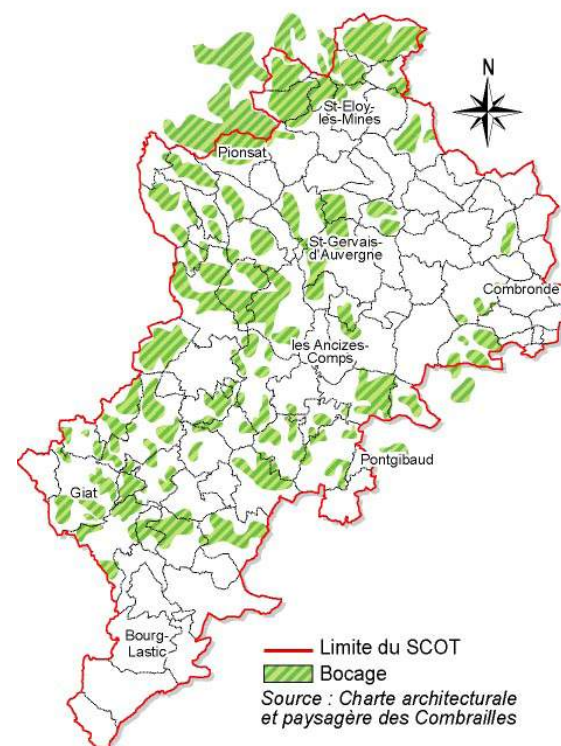 N
St-Eloy-
les-Mines
Pionsat
St-Gervais-
d'Auvergne
Combronde
les Ancizes-
Comps
Pontgibaud
Giat
Bourg-
Lastic
Limite du SCOT
Bocage
Source : Charte architecturale
et paysagère des Combrailles